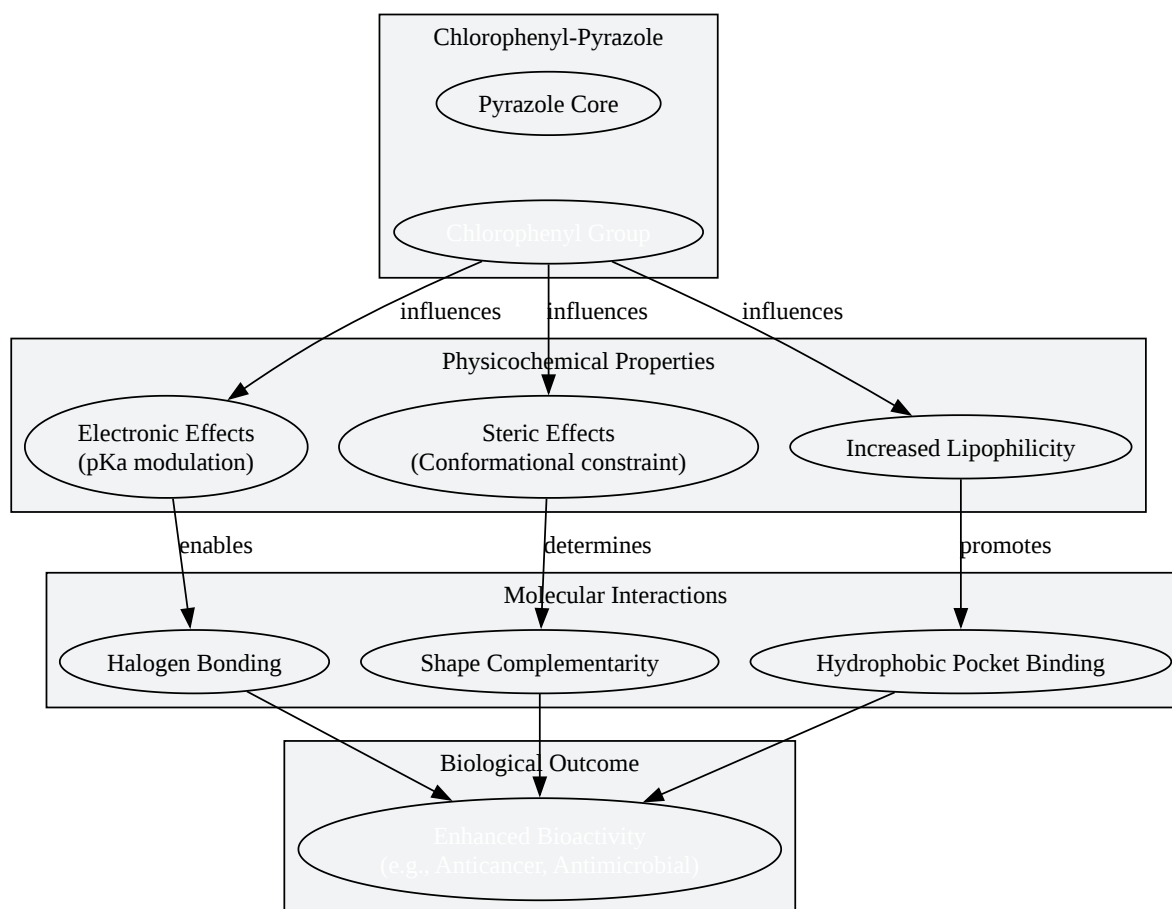 Chlorophenyl-Pyrazole
Pyrazole Core
Chlorophenyl Group
influences
influences
influences
Physicochemical Properties
Electronic Effects
(pKa modulation)
Steric Effects
(Conformational constraint)
Increased Lipophilicity
enables
determines
promotes
Molecular Interactions
Halogen Bonding
Shape Complementarity
Hydrophobic Pocket Binding
Biological Outcome
Enhanced Bioactivity
(e.g., Anticancer, Antimicrobial)